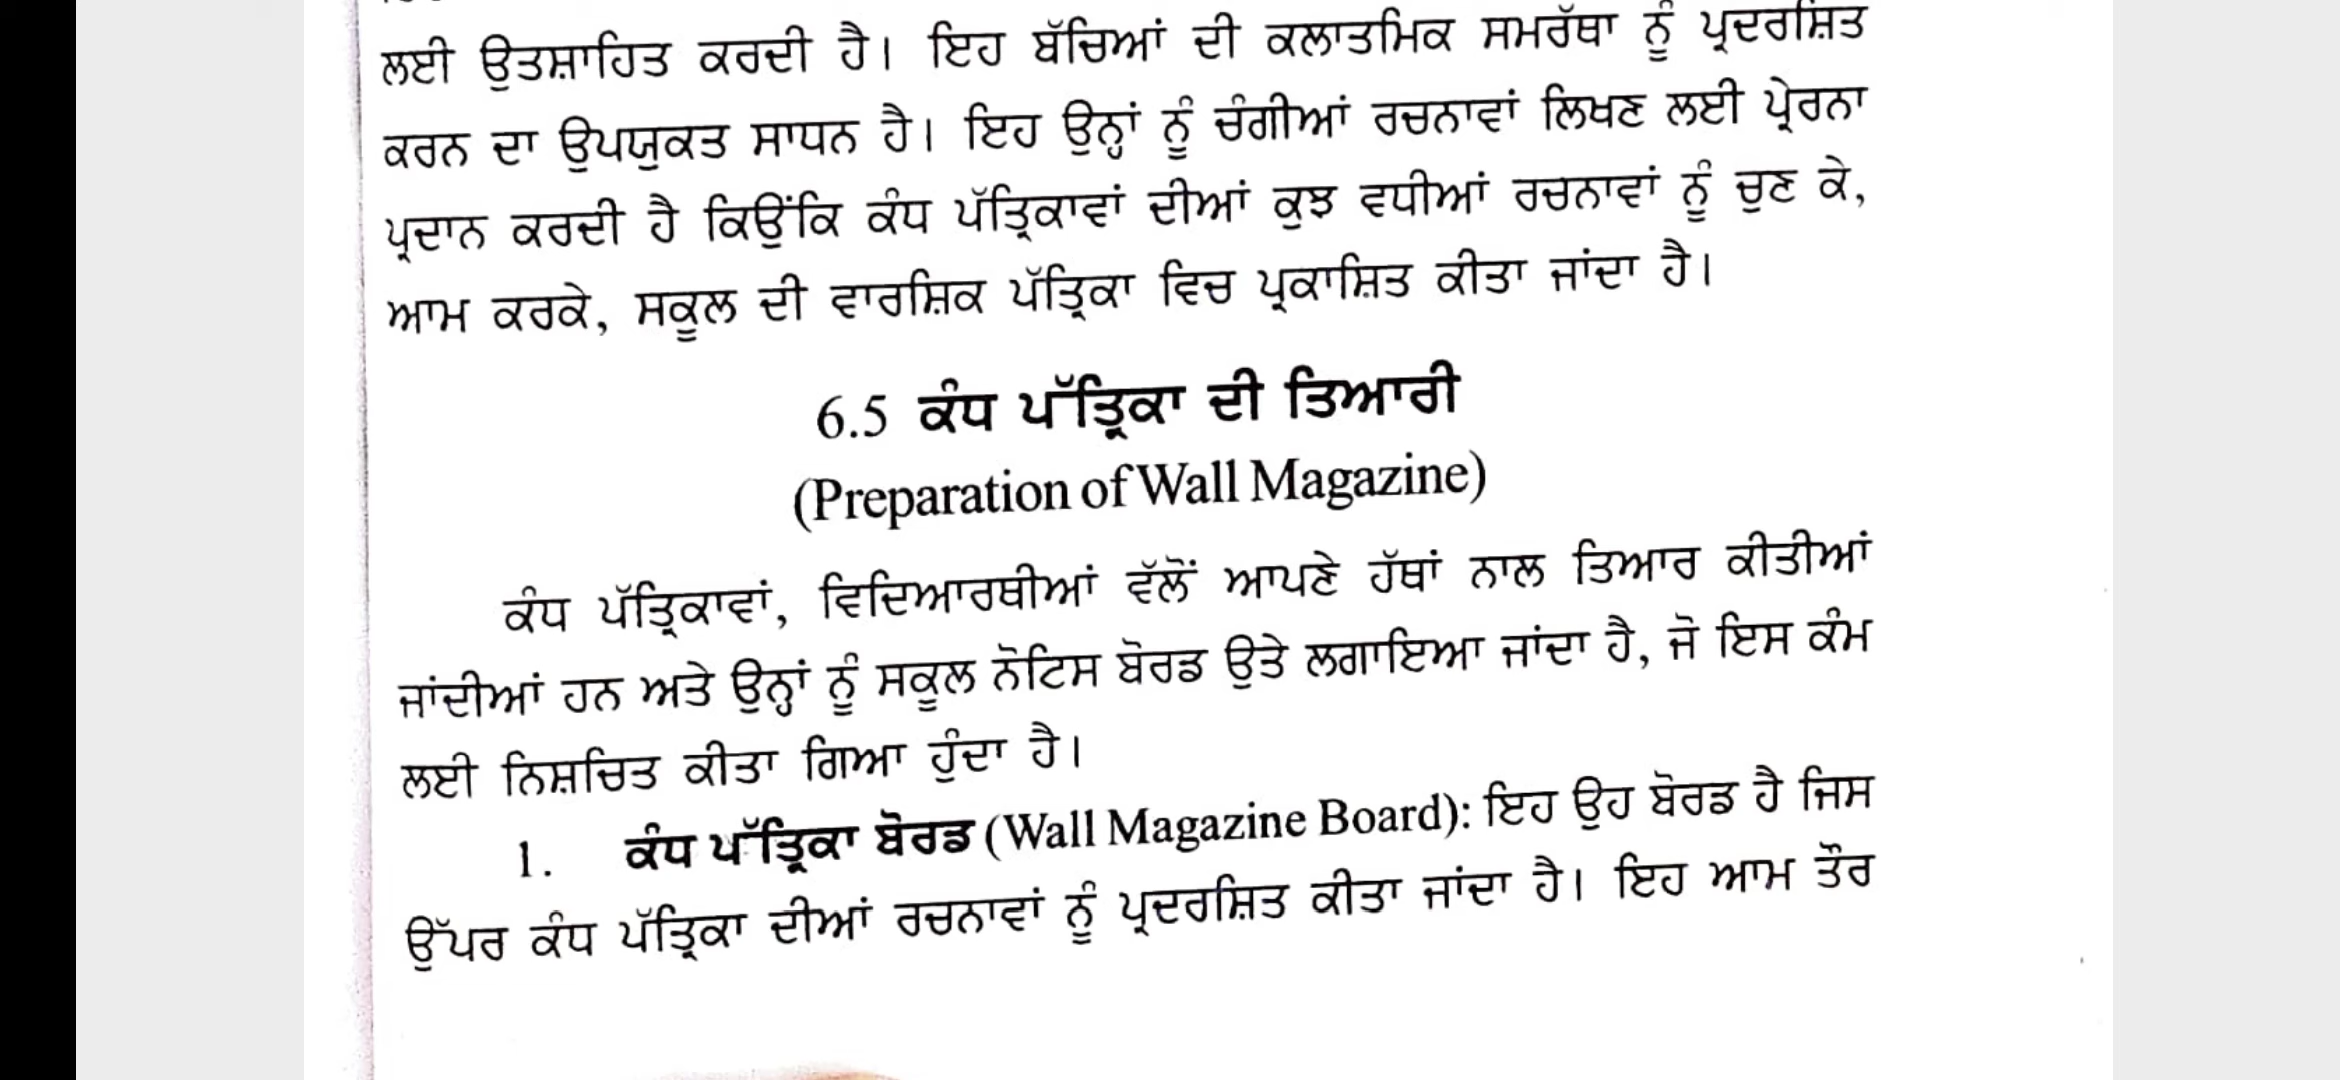 ਲਈ ਉਤਸ਼ਾਹਿਤ ਕਰਦੀ ਹੈ। ਇਹ ਬੱਚਿਆਂ ਦੀ ਕਲਾਤਮਿਕ ਸਮਰੱਥਾ ਨੂੰ ਪ੍ਰਦਰਸ਼ਿਤ
ਕਰਨ ਦਾ ਉਪਯੁਕਤ ਸਾਧਨ ਹੈ। ਇਹ ਉਨ੍ਹਾਂ ਨੂੰ ਚੰਗੀਆਂ ਰਚਨਾਵਾਂ ਲਿਖਣ ਲਈ ਪ੍ਰੇਰਨਾ
ਪ੍ਰਦਾਨ ਕਰਦੀ ਹੈ ਕਿਉਂਕਿ ਕੰਧ ਪੱਤ੍ਰਿਕਾਵਾਂ ਦੀਆਂ ਕੁਝ ਵਧੀਆਂ ਰਚਨਾਵਾਂ ਨੂੰ ਚੁਣ ਕੇ,
ਆਮ ਕਰਕੇ, ਸਕੂਲ ਦੀ ਵਾਰਸ਼ਿਕ ਪੱਤ੍ਰਿਕਾ ਵਿਚ ਪ੍ਰਕਾਸ਼ਿਤ ਕੀਤਾ ਜਾਂਦਾ ਹੈ।
6.5 ਕੰਧ ਪੱਤ੍ਰਿਕਾ ਦੀ ਤਿਆਰੀ
(Preparation of Wall Magazine)
ਕੰਧ ਪੱਤ੍ਰਿਕਾਵਾਂ, ਵਿਦਿਆਰਥੀਆਂ ਵੱਲੋਂ ਆਪਣੇ ਹੱਥਾਂ ਨਾਲ ਤਿਆਰ ਕੀਤੀਆਂ
ਜਾਂਦੀਆਂ ਹਨ ਅਤੇ ਉਨ੍ਹਾਂ ਨੂੰ ਸਕੂਲ ਨੋਟਿਸ ਬੋਰਡ ਉਤੇ ਲਗਾਇਆ ਜਾਂਦਾ ਹੈ, ਜੋ ਇਸ ਕੰਮ
ਲਈ ਨਿਸ਼ਚਿਤ ਕੀਤਾ ਗਿਆ ਹੁੰਦਾ ਹੈ।
1. ਕੰਧ ਪੱਤ੍ਰਿਕਾ ਬੋਰਡ (Wall Magazine Board): ਇਹ ਉਹ ਬੋਰਡ ਹੈ ਜਿਸ
ਉੱਪਰ ਕੰਧ ਪੱਤ੍ਰਿਕਾ ਦੀਆਂ ਰਚਨਾਵਾਂ ਨੂੰ ਪ੍ਰਦਰਸ਼ਿਤ ਕੀਤਾ ਜਾਂਦਾ ਹੈ। ਇਹ ਆਮ ਤੌਰ